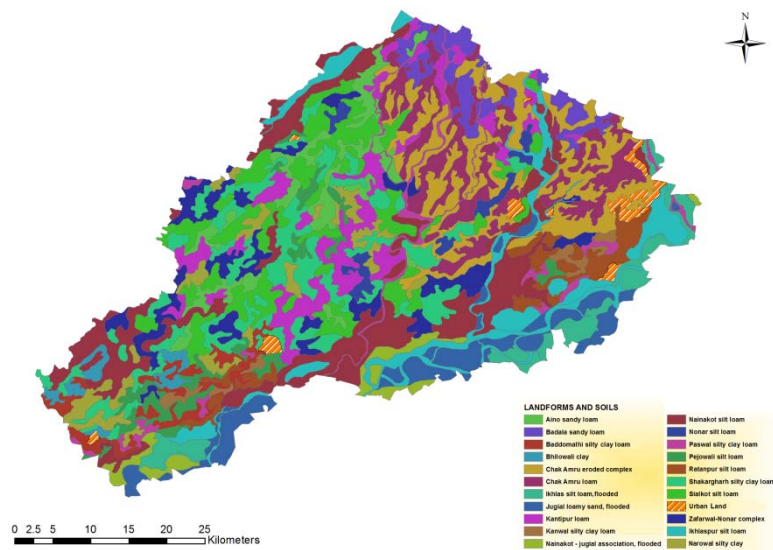 N
LANDFORMS AND SOILS
Aino sandy loam
Badala sandy loam
Baddomathi silty clay loam
Bhilowali clay
Chak Amru eroded complex
Chak Amru loam
Ikhlas silt loam,flooded
Jugial loamy sand, flooded
Kantipur loam
Kanwal silty clay loam
Nainakot - jugial association, flooded
Nainakot silt loam
Nonar silt loam
Paswal silty clay loam
Pejowali silt loam
Ratanpur silt loam
Shakargharh silty clay loam
Sialkot silt loam
Urban Land
Zafarwal-Nonar complex
Ikhlaspur silt loam
Narowal silty clay
0 2.5 5 10 15 20 25
Kilometers